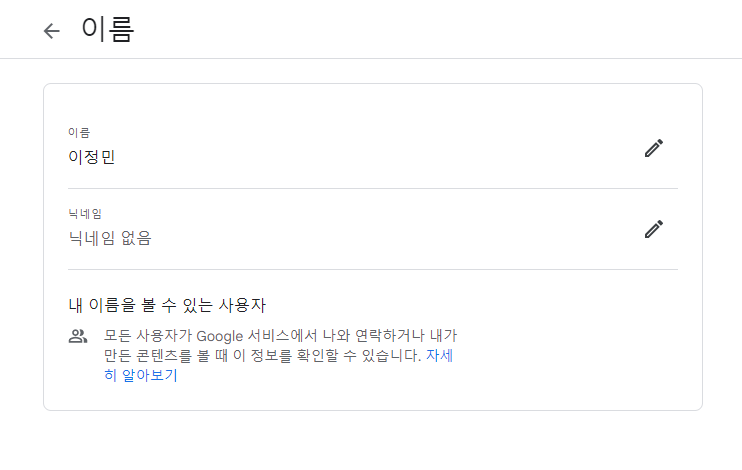 이름
이름
이정민
닉네임
닉네임 없음
내 이름을 볼 수 있는 사용자
모든 사용자가 Google 서비스에서 나와 연락하거나 내가
만든 콘텐츠를 볼 때 이 정보를 확인할 수 있습니다. 자세
히 알아보기